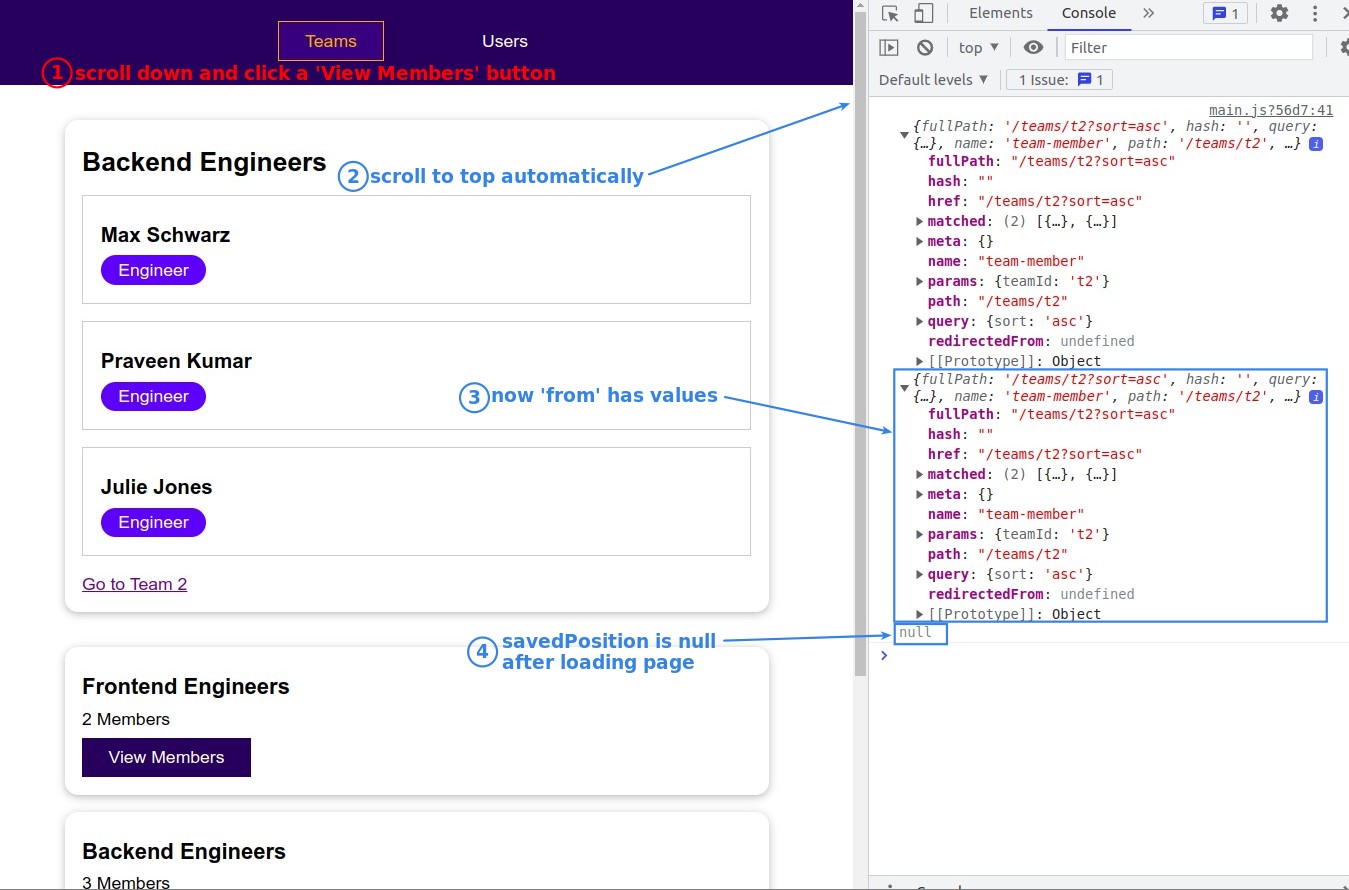 Teams
Users
1 scroll down and click a 'View Members' button
Backend Engineers
2 scroll to top automatically
Max Schwarz
Engineer
Praveen Kumar
Engineer
3 now 'from' has values
Julie Jones
Engineer
Go to Team 2
4 savedPosition is null
after loading page
Frontend Engineers
2 Members
View Members
Backend Engineers
3 Members
Elements Console » 1
top ▼ Filter
Default levels ▼ 1 Issue: 1
main.js?56d7:41
▼ {fullPath: '/teams/t2?sort=asc', hash: '', query:
{…}, name: 'team-member', path: '/teams/t2', …} i
fullPath: "/teams/t2?sort=asc"
hash: ""
href: "/teams/t2?sort=asc"
▶ matched: (2) [{…}, {…}]
▶ meta: {}
name: "team-member"
▶ params: {teamId: 't2'}
path: "/teams/t2"
▶ query: {sort: 'asc'}
redirectedFrom: undefined
▶ [[Prototype]]: Object
▼ {fullPath: '/teams/t2?sort=asc', hash: '', query:
{…}, name: 'team-member', path: '/teams/t2', …} i
fullPath: "/teams/t2?sort=asc"
hash: ""
href: "/teams/t2?sort=asc"
▶ matched: (2) [{…}, {…}]
▶ meta: {}
name: "team-member"
▶ params: {teamId: 't2'}
path: "/teams/t2"
▶ query: {sort: 'asc'}
redirectedFrom: undefined
▶ [[Prototype]]: Object
null
>